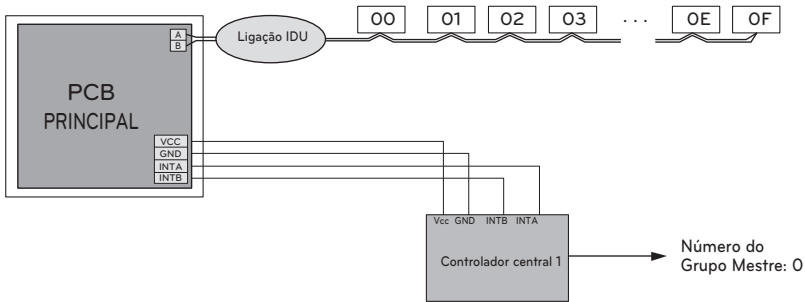 00 01 02 03 ... 0E 0F
A
B
Ligação IDU
PCB
PRINCIPAL
VCC
GND
INTA
INTB
Vcc GND INTB INTA
Controlador central 1
Número do
Grupo Mestre: 0